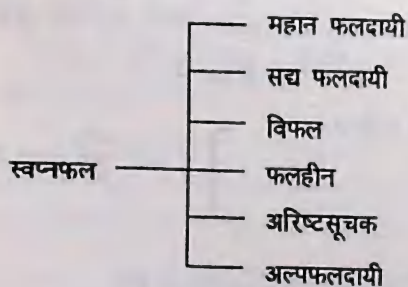 महान फलदायी
सद्य फलदायी
विफल
स्वप्नफल
फलहीन
अरिष्टसूचक
अल्पफलदायी